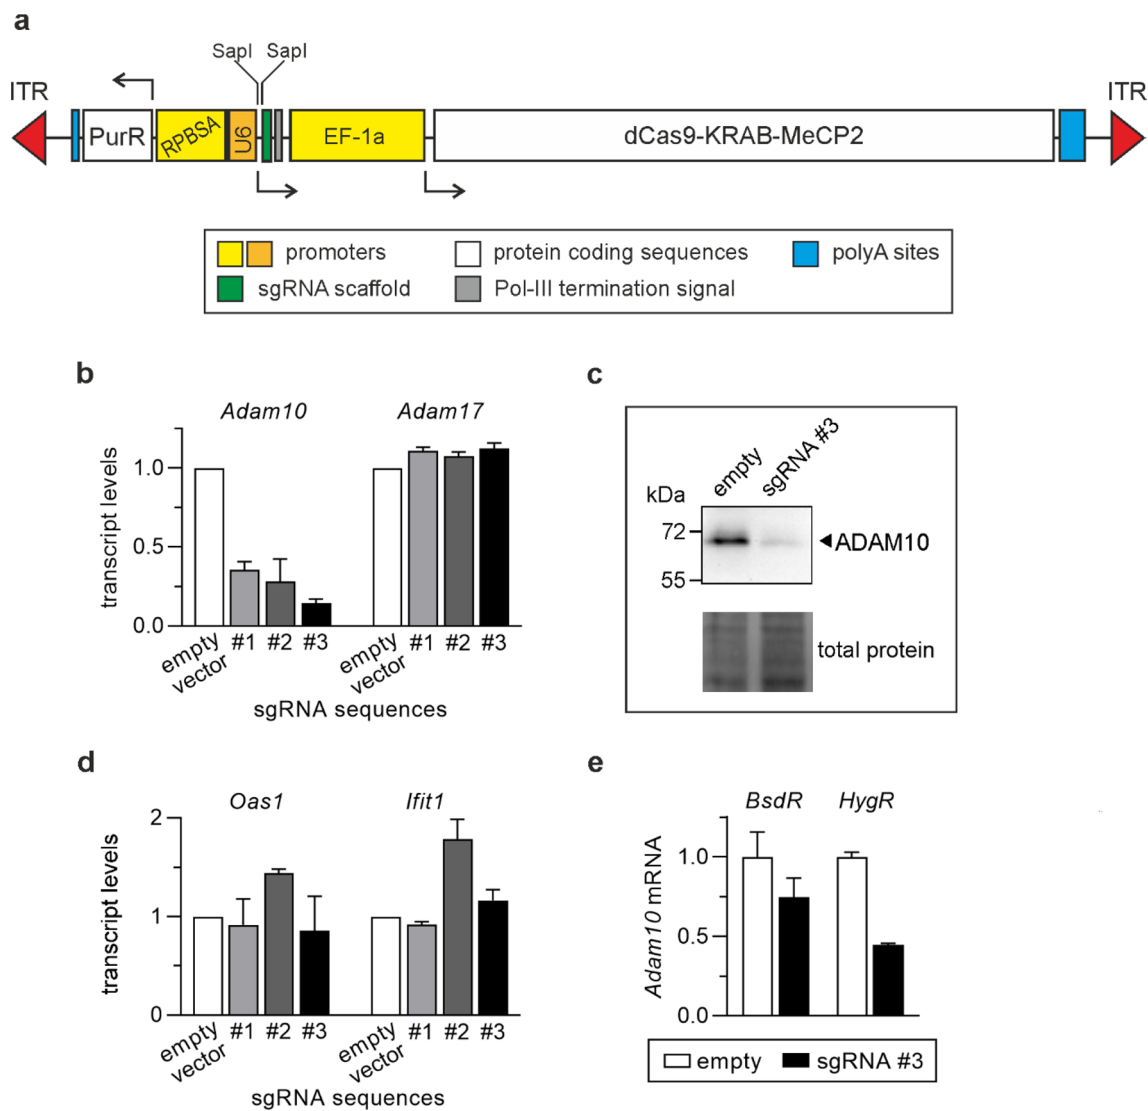 a
SapI SapI
ITR
ITR
PurR
RPBSA
U6
EF-1a
dCas9-KRAB-MeCP2
promoters
protein coding sequences
polyA sites
sgRNA scaffold
Pol-III termination signal
b
Adam10
Adam17
transcript levels
1.0
0.5
0.0
empty vector
#1
#2
#3
empty vector
#1
#2
#3
sgRNA sequences
c
empty
sgRNA #3
kDa
72
55
ADAM10
total protein
d
Oas1
Ifit1
transcript levels
2
1
0
empty vector
#1
#2
#3
empty vector
#1
#2
#3
sgRNA sequences
e
BsdR
HygR
Adam10 mRNA
1.0
0.5
0.0
empty
sgRNA #3